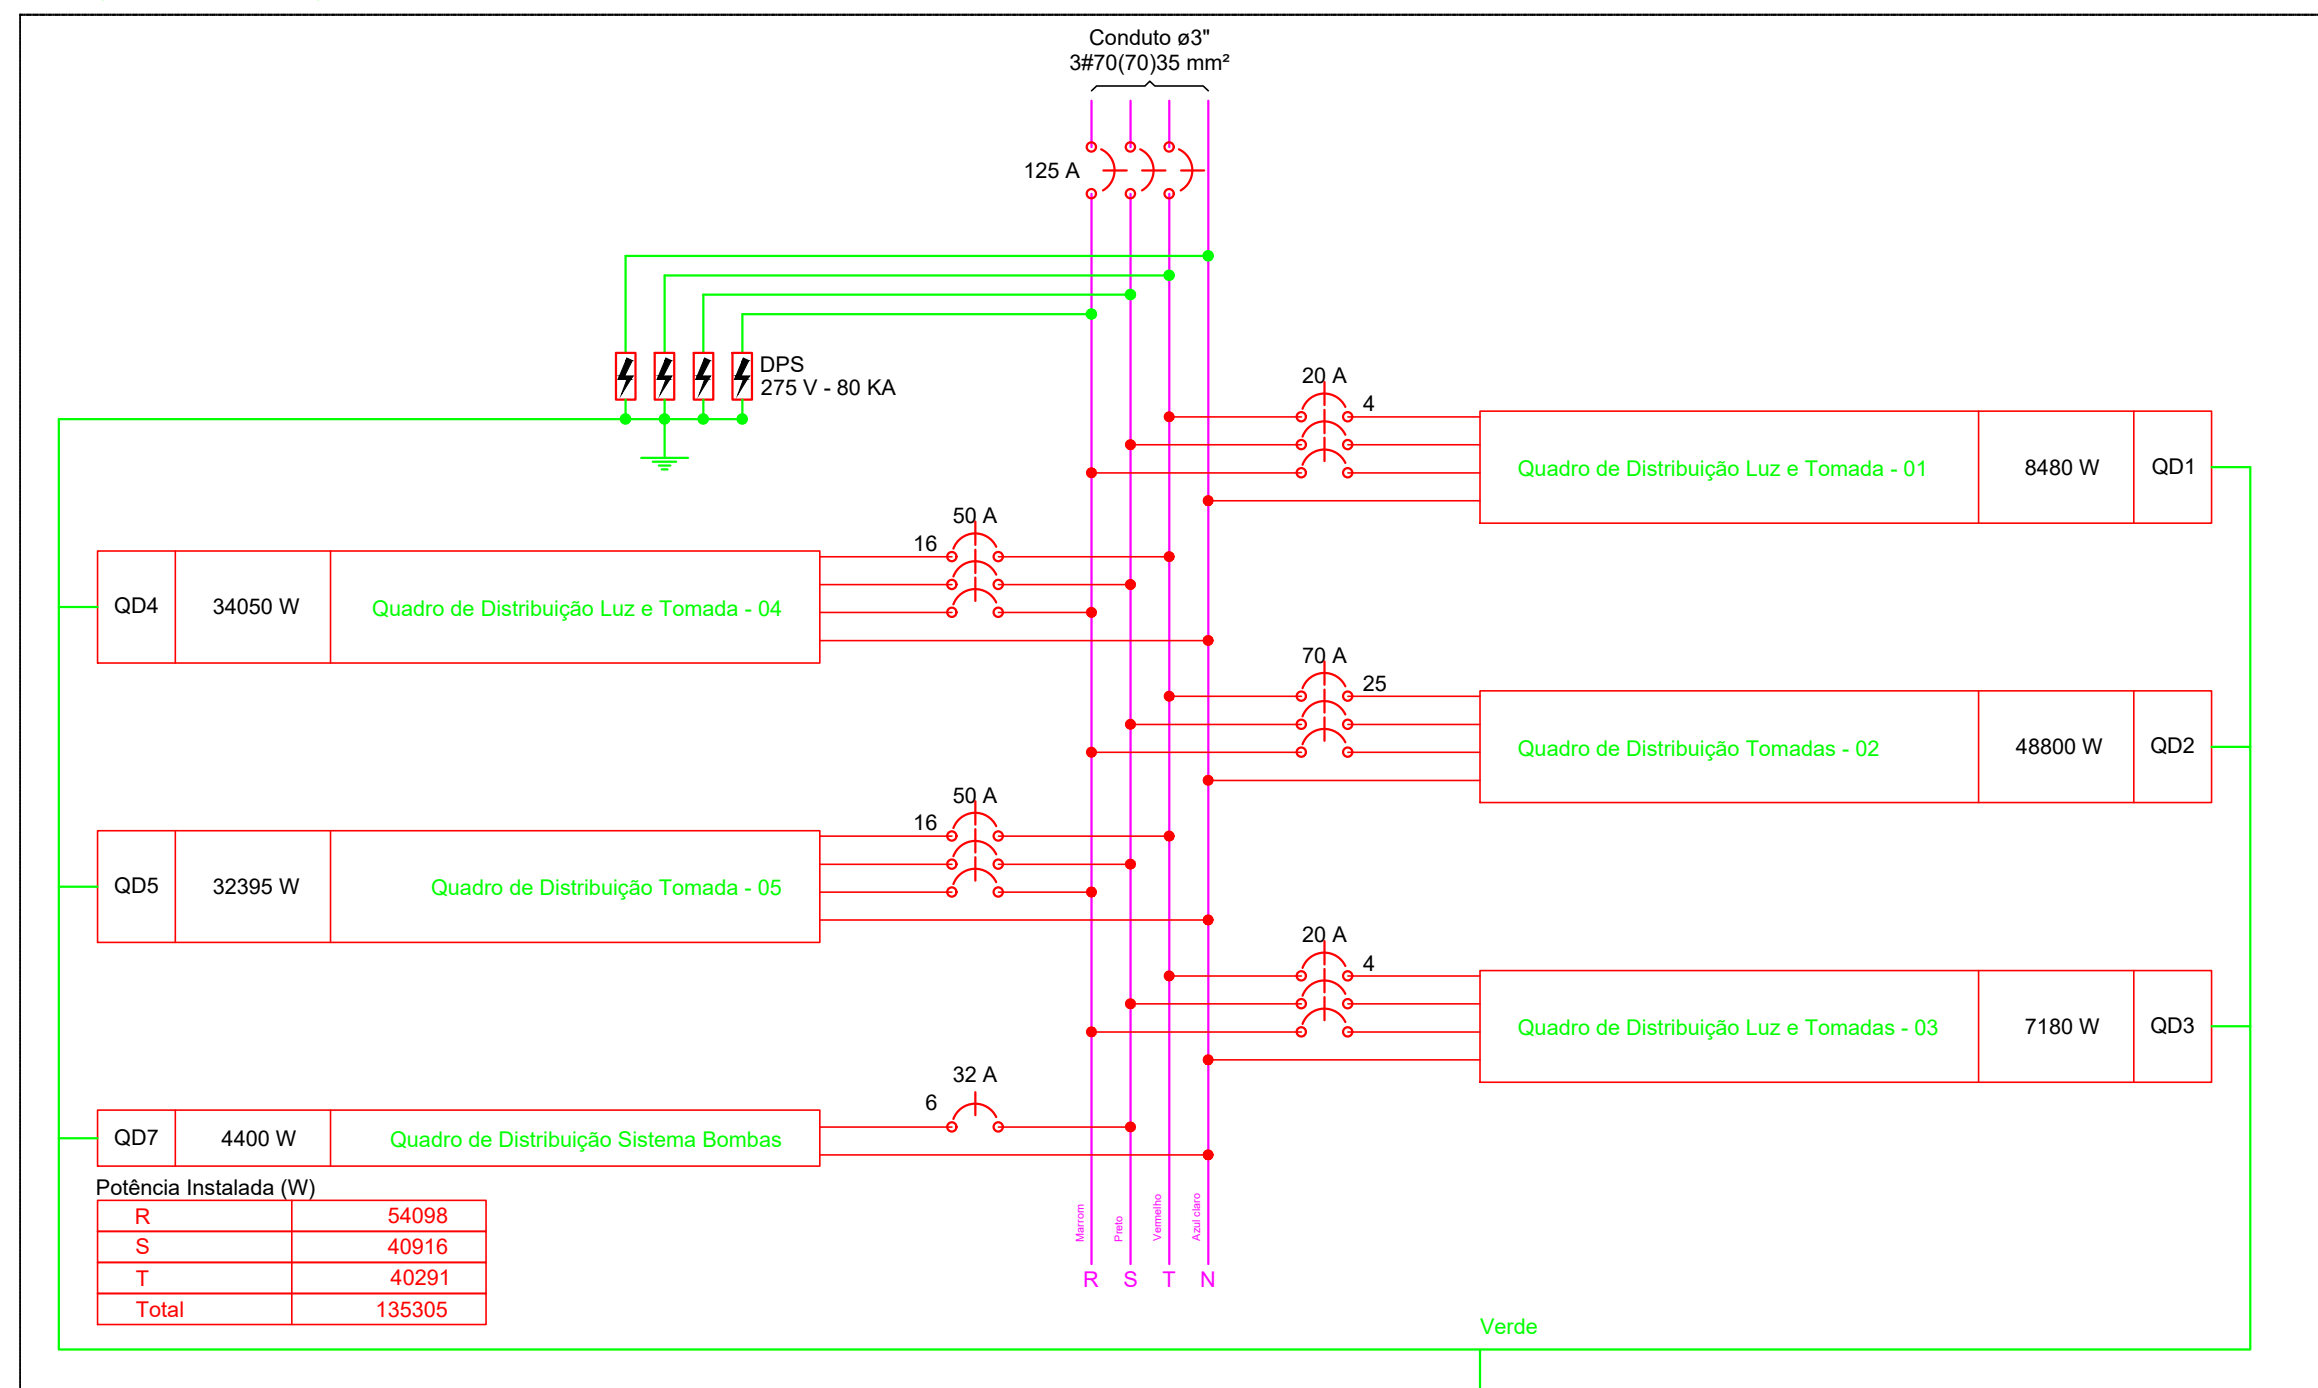 Conduto ø3"
3#70(70)35 mm²
125 A
DPS
275 V - 80 KA
20 A
4
Quadro de Distribuição Luz e Tomada - 01
8480 W
QD1
50 A
16
QD4
34050 W
Quadro de Distribuição Luz e Tomada - 04
70 A
25
Quadro de Distribuição Tomadas - 02
48800 W
QD2
50 A
16
QD5
32395 W
Quadro de Distribuição Tomada - 05
20 A
4
Quadro de Distribuição Luz e Tomadas - 03
7180 W
QD3
32 A
6
QD7
4400 W
Quadro de Distribuição Sistema Bombas
Potência Instalada (W)
R 54098
S 40916
T 40291
Total 135305
Marrom
Preto
Vermelho
Azul claro
R S T N
Verde